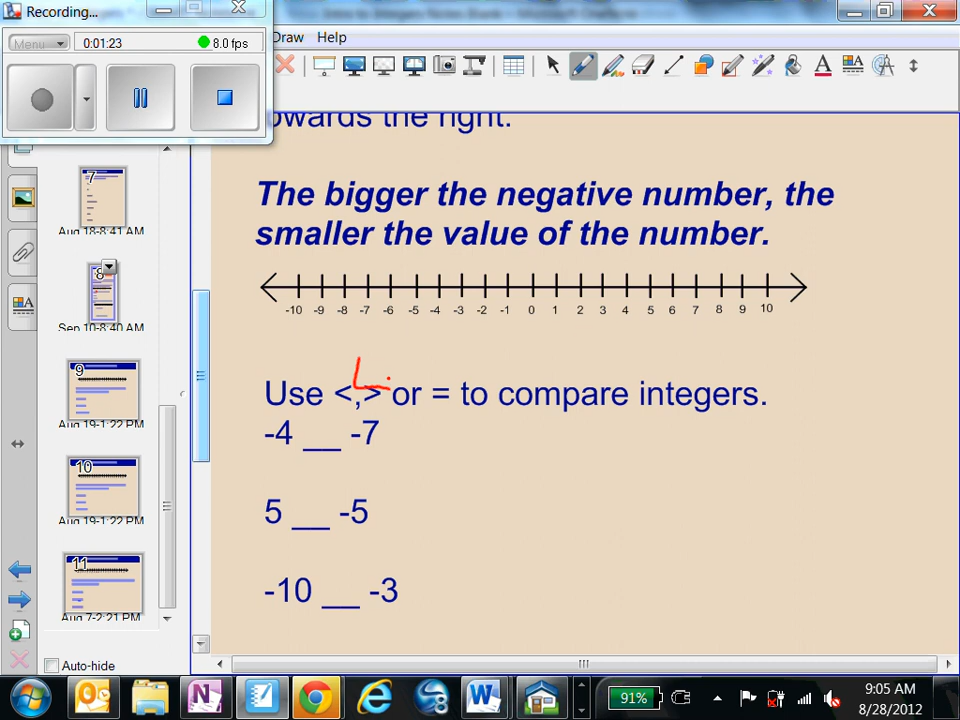 Recording...
Menu
0:01:23
8.0 fps
Draw Help
towards the right.
7
Aug 18-8:41 AM
8
Sep 10-8:40 AM
9
Aug 19-1:22 PM
10
Aug 19-1:22 PM
11
Aug 7-2:21 PM
Auto-hide
The bigger the negative number, the
smaller the value of the number.
-10 -9 -8 -7 -6 -5 -4 -3 -2 -1 0 1 2 3 4 5 6 7 8 9 10
Use <,> or = to compare integers.
-4 __ -7
5 __ -5
-10 __ -3
91%
9:05 AM
8/28/2012